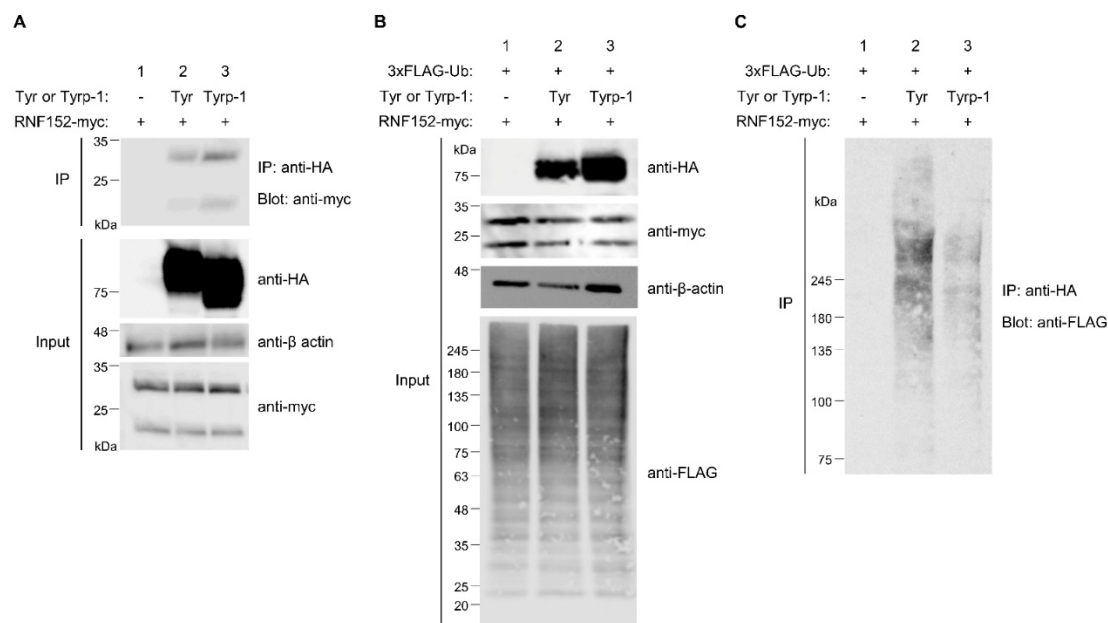 A
1 2 3
Tyr or Tyrp-1: - Tyr Tyrp-1
RNF152-myc: + + +
IP
35
25
kDa
IP: anti-HA
Blot: anti-myc
Input
75
anti-HA
48
anti-β actin
35
25
kDa
anti-myc
B
1 2 3
3xFLAG-Ub: + + +
Tyr or Tyrp-1: - Tyr Tyrp-1
RNF152-myc: + + +
Input
kDa
75
anti-HA
35
25
anti-myc
48
anti-β-actin
245
180
135
100
75
63
48
35
25
20
anti-FLAG
C
1 2 3
3xFLAG-Ub: + + +
Tyr or Tyrp-1: - Tyr Tyrp-1
RNF152-myc: + + +
IP
kDa
245
180
135
100
75
IP: anti-HA
Blot: anti-FLAG